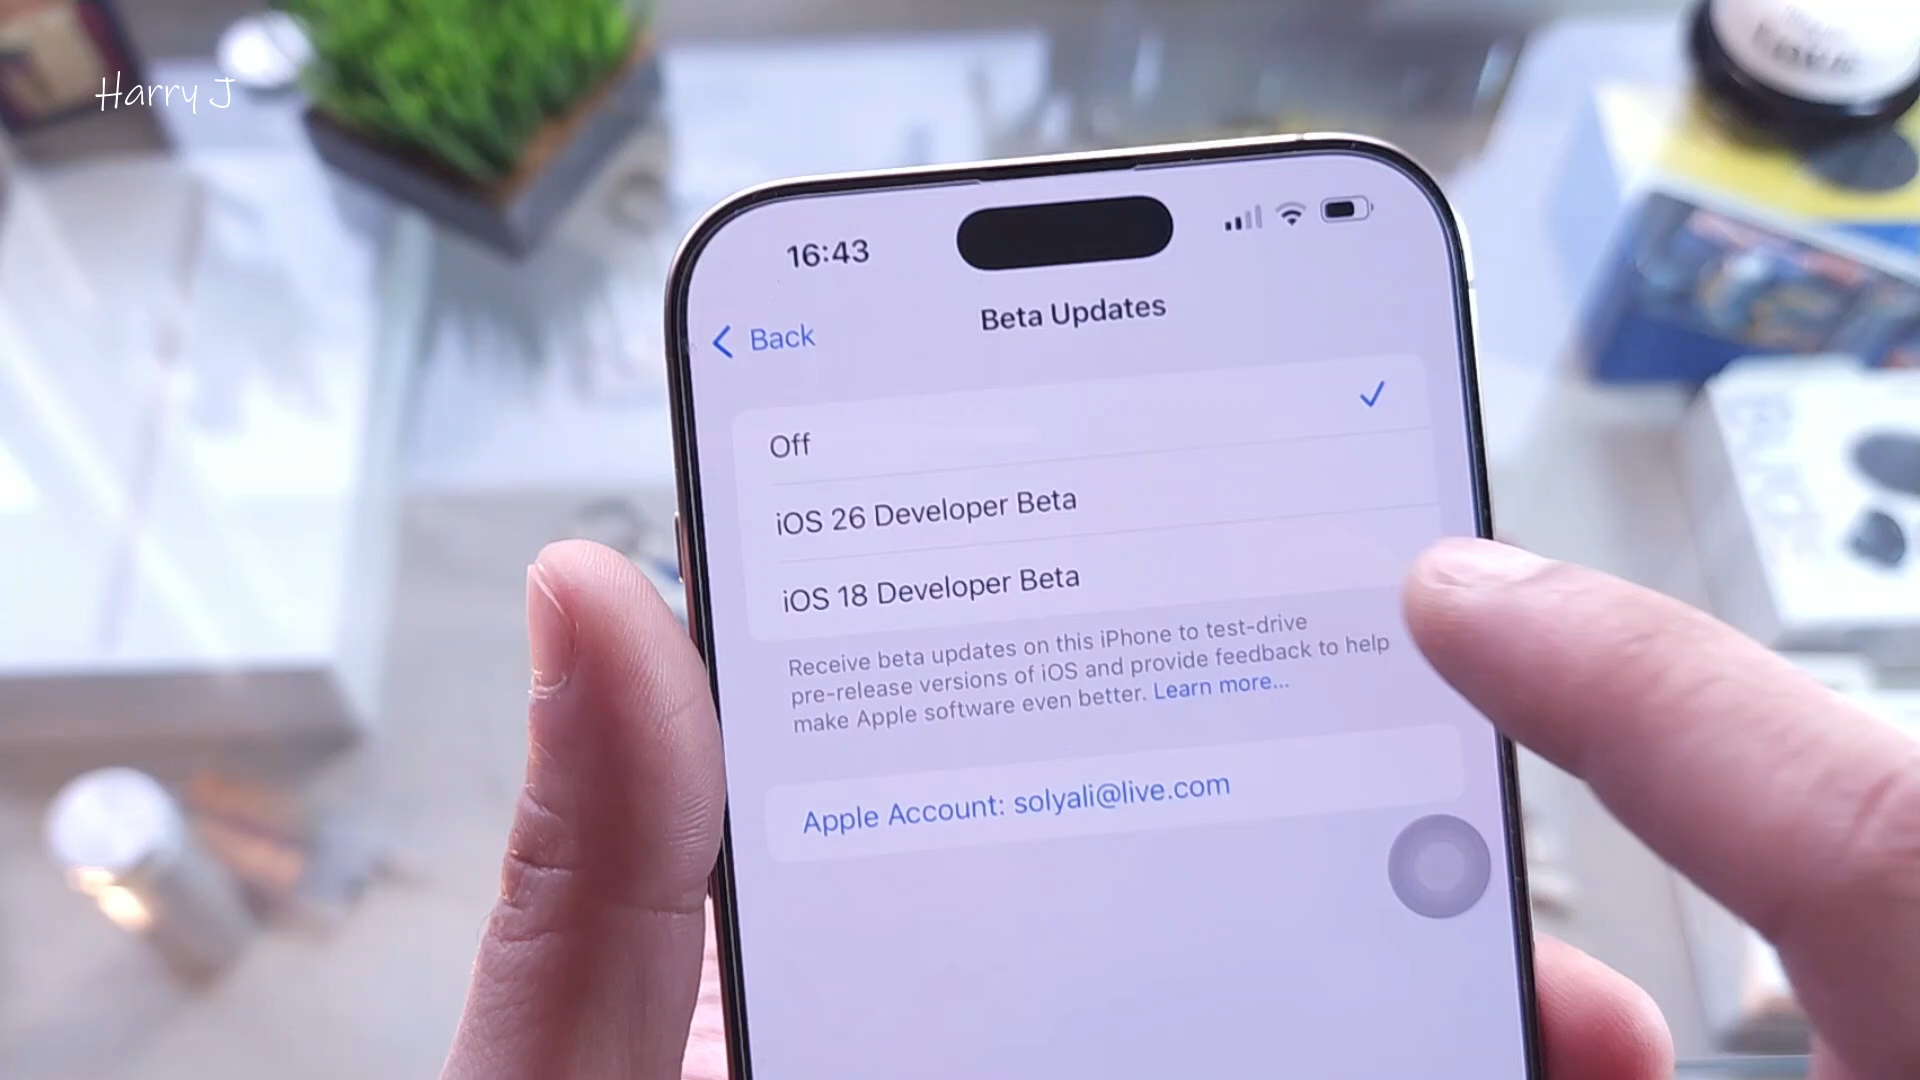 Harry J
16:43
Back
Beta Updates
Off
iOS 26 Developer Beta
iOS 18 Developer Beta
Receive beta updates on this iPhone to test-drive
pre-release versions of iOS and provide feedback to help
make Apple software even better. Learn more...
Apple Account: solyali@live.com